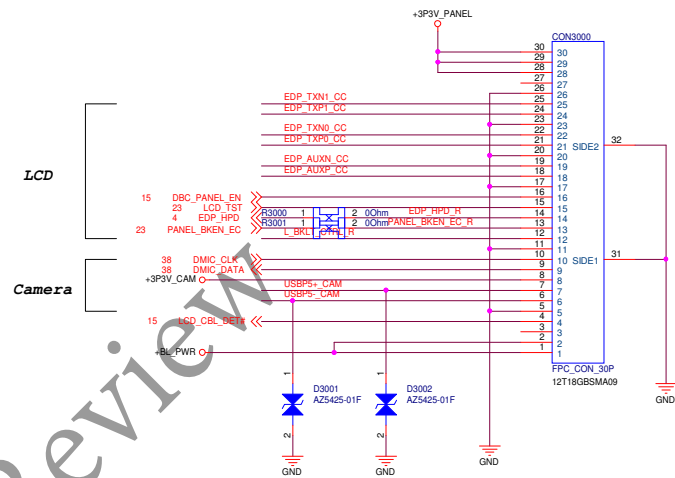 +3P3V_PANEL
CON3000
30 30
29 29
28 28
27 27
26 26
EDP_TXN1_CC 25 25
EDP_TXP1_CC 24 24
23 23
EDP_TXN0_CC 22 22
EDP_TXP0_CC 21 21 SIDE2 32
20 20
EDP_AUXN_CC 19 19
EDP_AUXP_CC 18 18
LCD
17 17
15 DBC_PANEL_EN 16 16
23 LCD_TST 15 15
4 EDP_HPD R3000 1 2 0Ohm EDP_HPD_R 14 14
23 PANEL_BKEN_EC R3001 1 2 0Ohm PANEL_BKEN_EC_R 13 13
L_BKLT_CTRL_R 12 12
11 11
38 DMIC_CLK 10 10 SIDE1 31
38 DMIC_DATA 9 9
Camera
+3P3V_CAM 8 8
USBP5+_CAM 7 7
USBP5-_CAM 6 6
5 5
15 LCD_CBL_DET# 4 4
3 3
2 2
+BL_PWR 1 1
FPC_CON_30P
12T18GBSMA09
1 1
D3001 D3002
AZ5425-01F AZ5425-01F
2 2
GND GND GND GND
Review